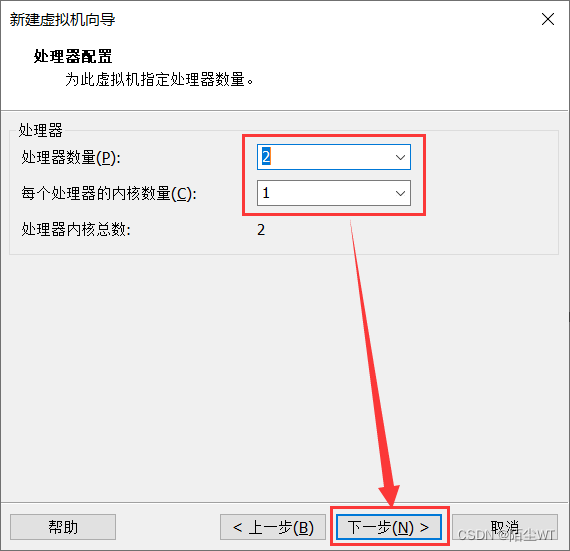 新建虚拟机向导
处理器配置
为此虚拟机指定处理器数量。
处理器
处理器数量(P): 2
每个处理器的内核数量(C): 1
处理器内核总数: 2
帮助 < 上一步(B) 下一步(N) > 取消
CSDN @陌尘WT